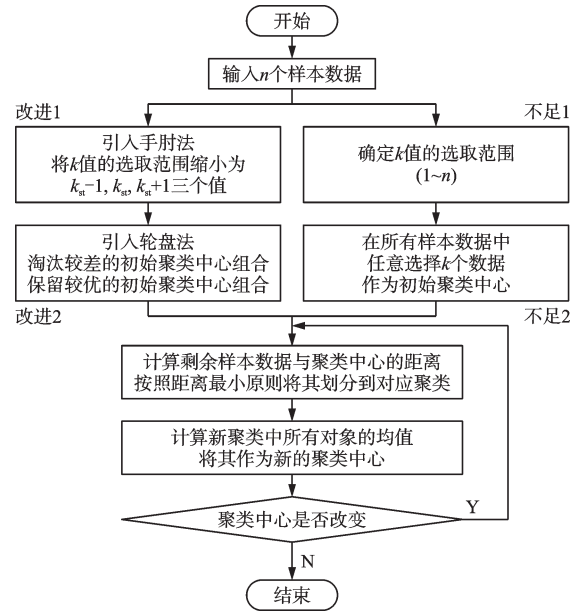 开始
输入n个样本数据
改进1
不足1
引入手肘法
将k值的选取范围缩小为
kst−1, kst, kst+1三个值
确定k值的选取范围
(1~n)
引入轮盘法
淘汰较差的初始聚类中心组合
保留较优的初始聚类中心组合
在所有样本数据中
任意选择k个数据
作为初始聚类中心
改进2
不足2
计算剩余样本数据与聚类中心的距离
按照距离最小原则将其划分到对应聚类
计算新聚类中所有对象的均值
将其作为新的聚类中心
聚类中心是否改变
Y
N
结束